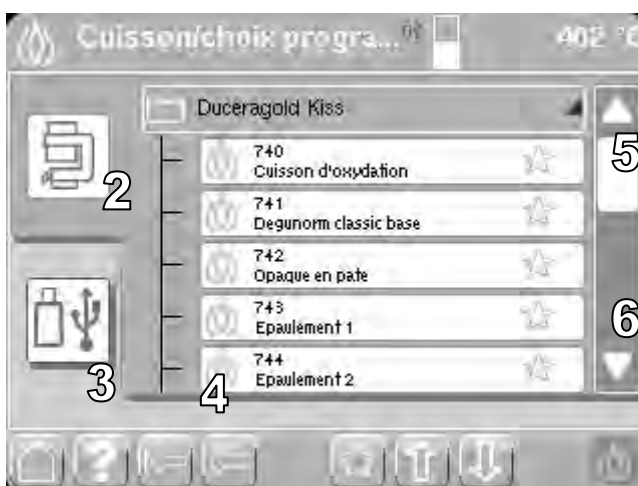 Cuisson/choix progra...
402 °C
Duceragold Kiss
740
Cuisson d'oxydation
741
Degunorm classic base
742
Opaque en pate
743
Epaulement 1
744
Epaulement 2
2
3
4
5
6
?